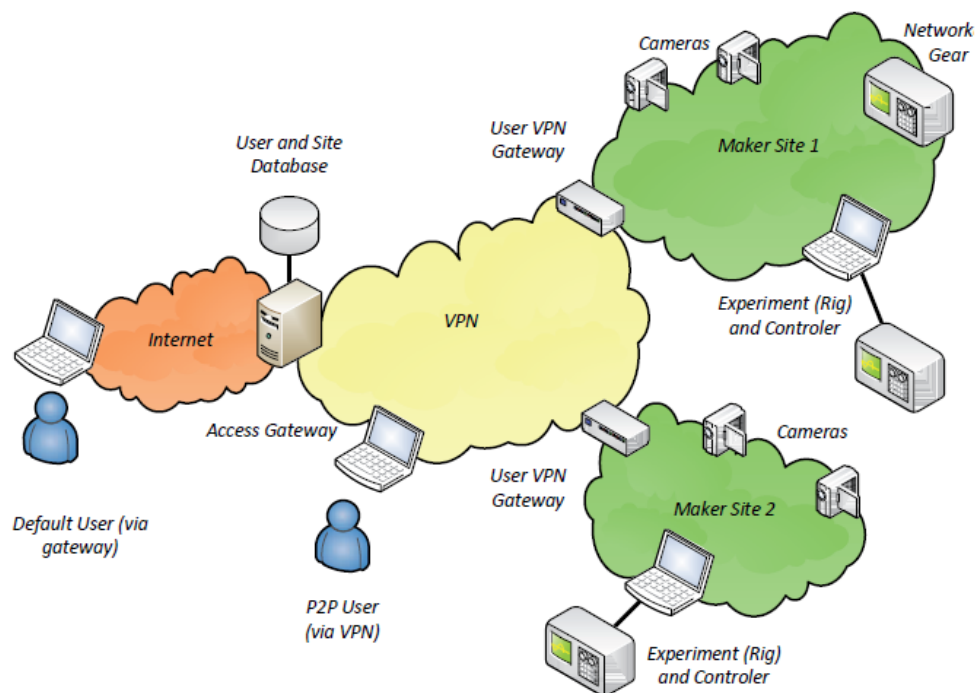 Cameras
Network
Gear
User VPN
Gateway
Maker Site 1
User and Site
Database
Experiment (Rig)
and Controler
VPN
Internet
Access Gateway
Cameras
User VPN
Gateway
Maker Site 2
Default User (via
gateway)
P2P User
(via VPN)
Experiment (Rig)
and Controler